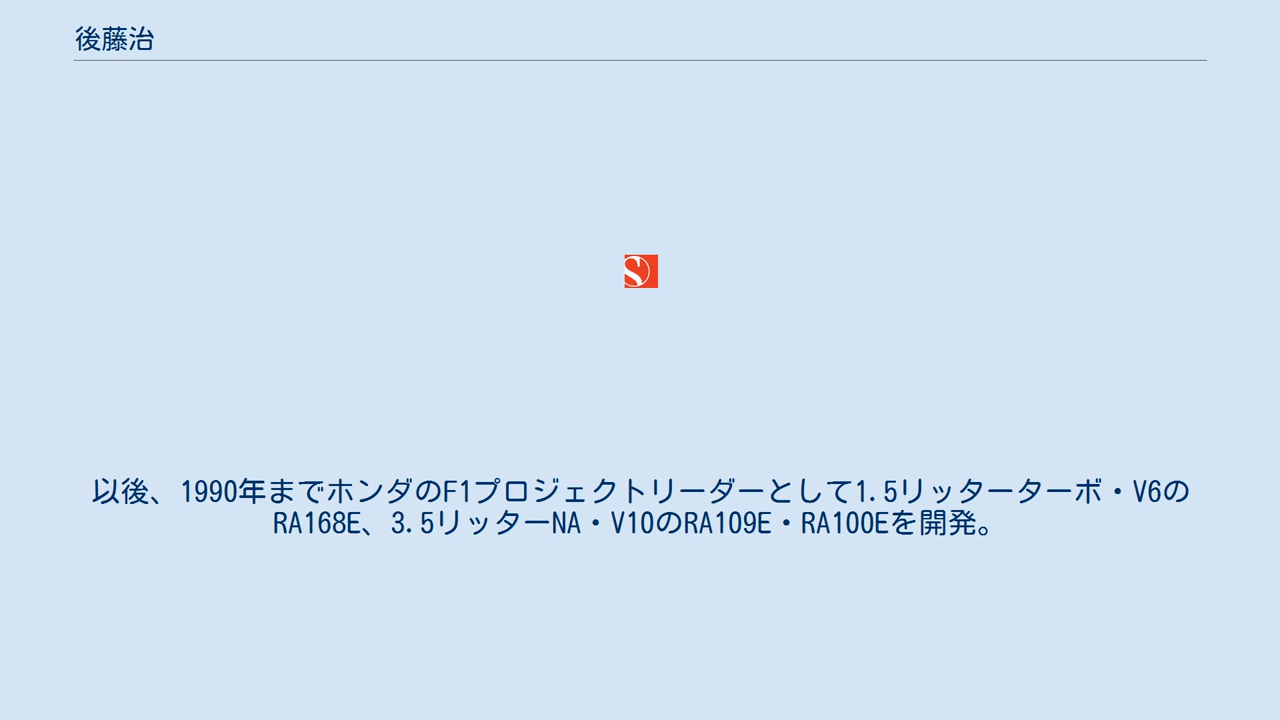 後藤治
S
以後、1990年までホンダのF1プロジェクトリーダーとして1.5リッターターボ・V6の
RA168E、3.5リッターNA・V10のRA109E・RA100Eを開発。